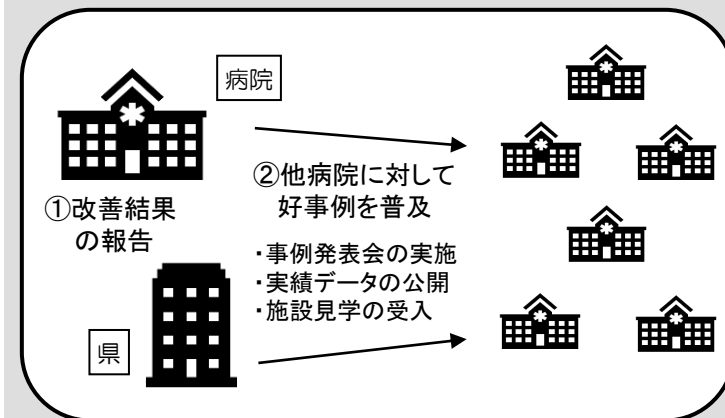 病院
①改善結果
の報告
②他病院に対して
好事例を普及
・事例発表会の実施
・実績データの公開
・施設見学の受入
県